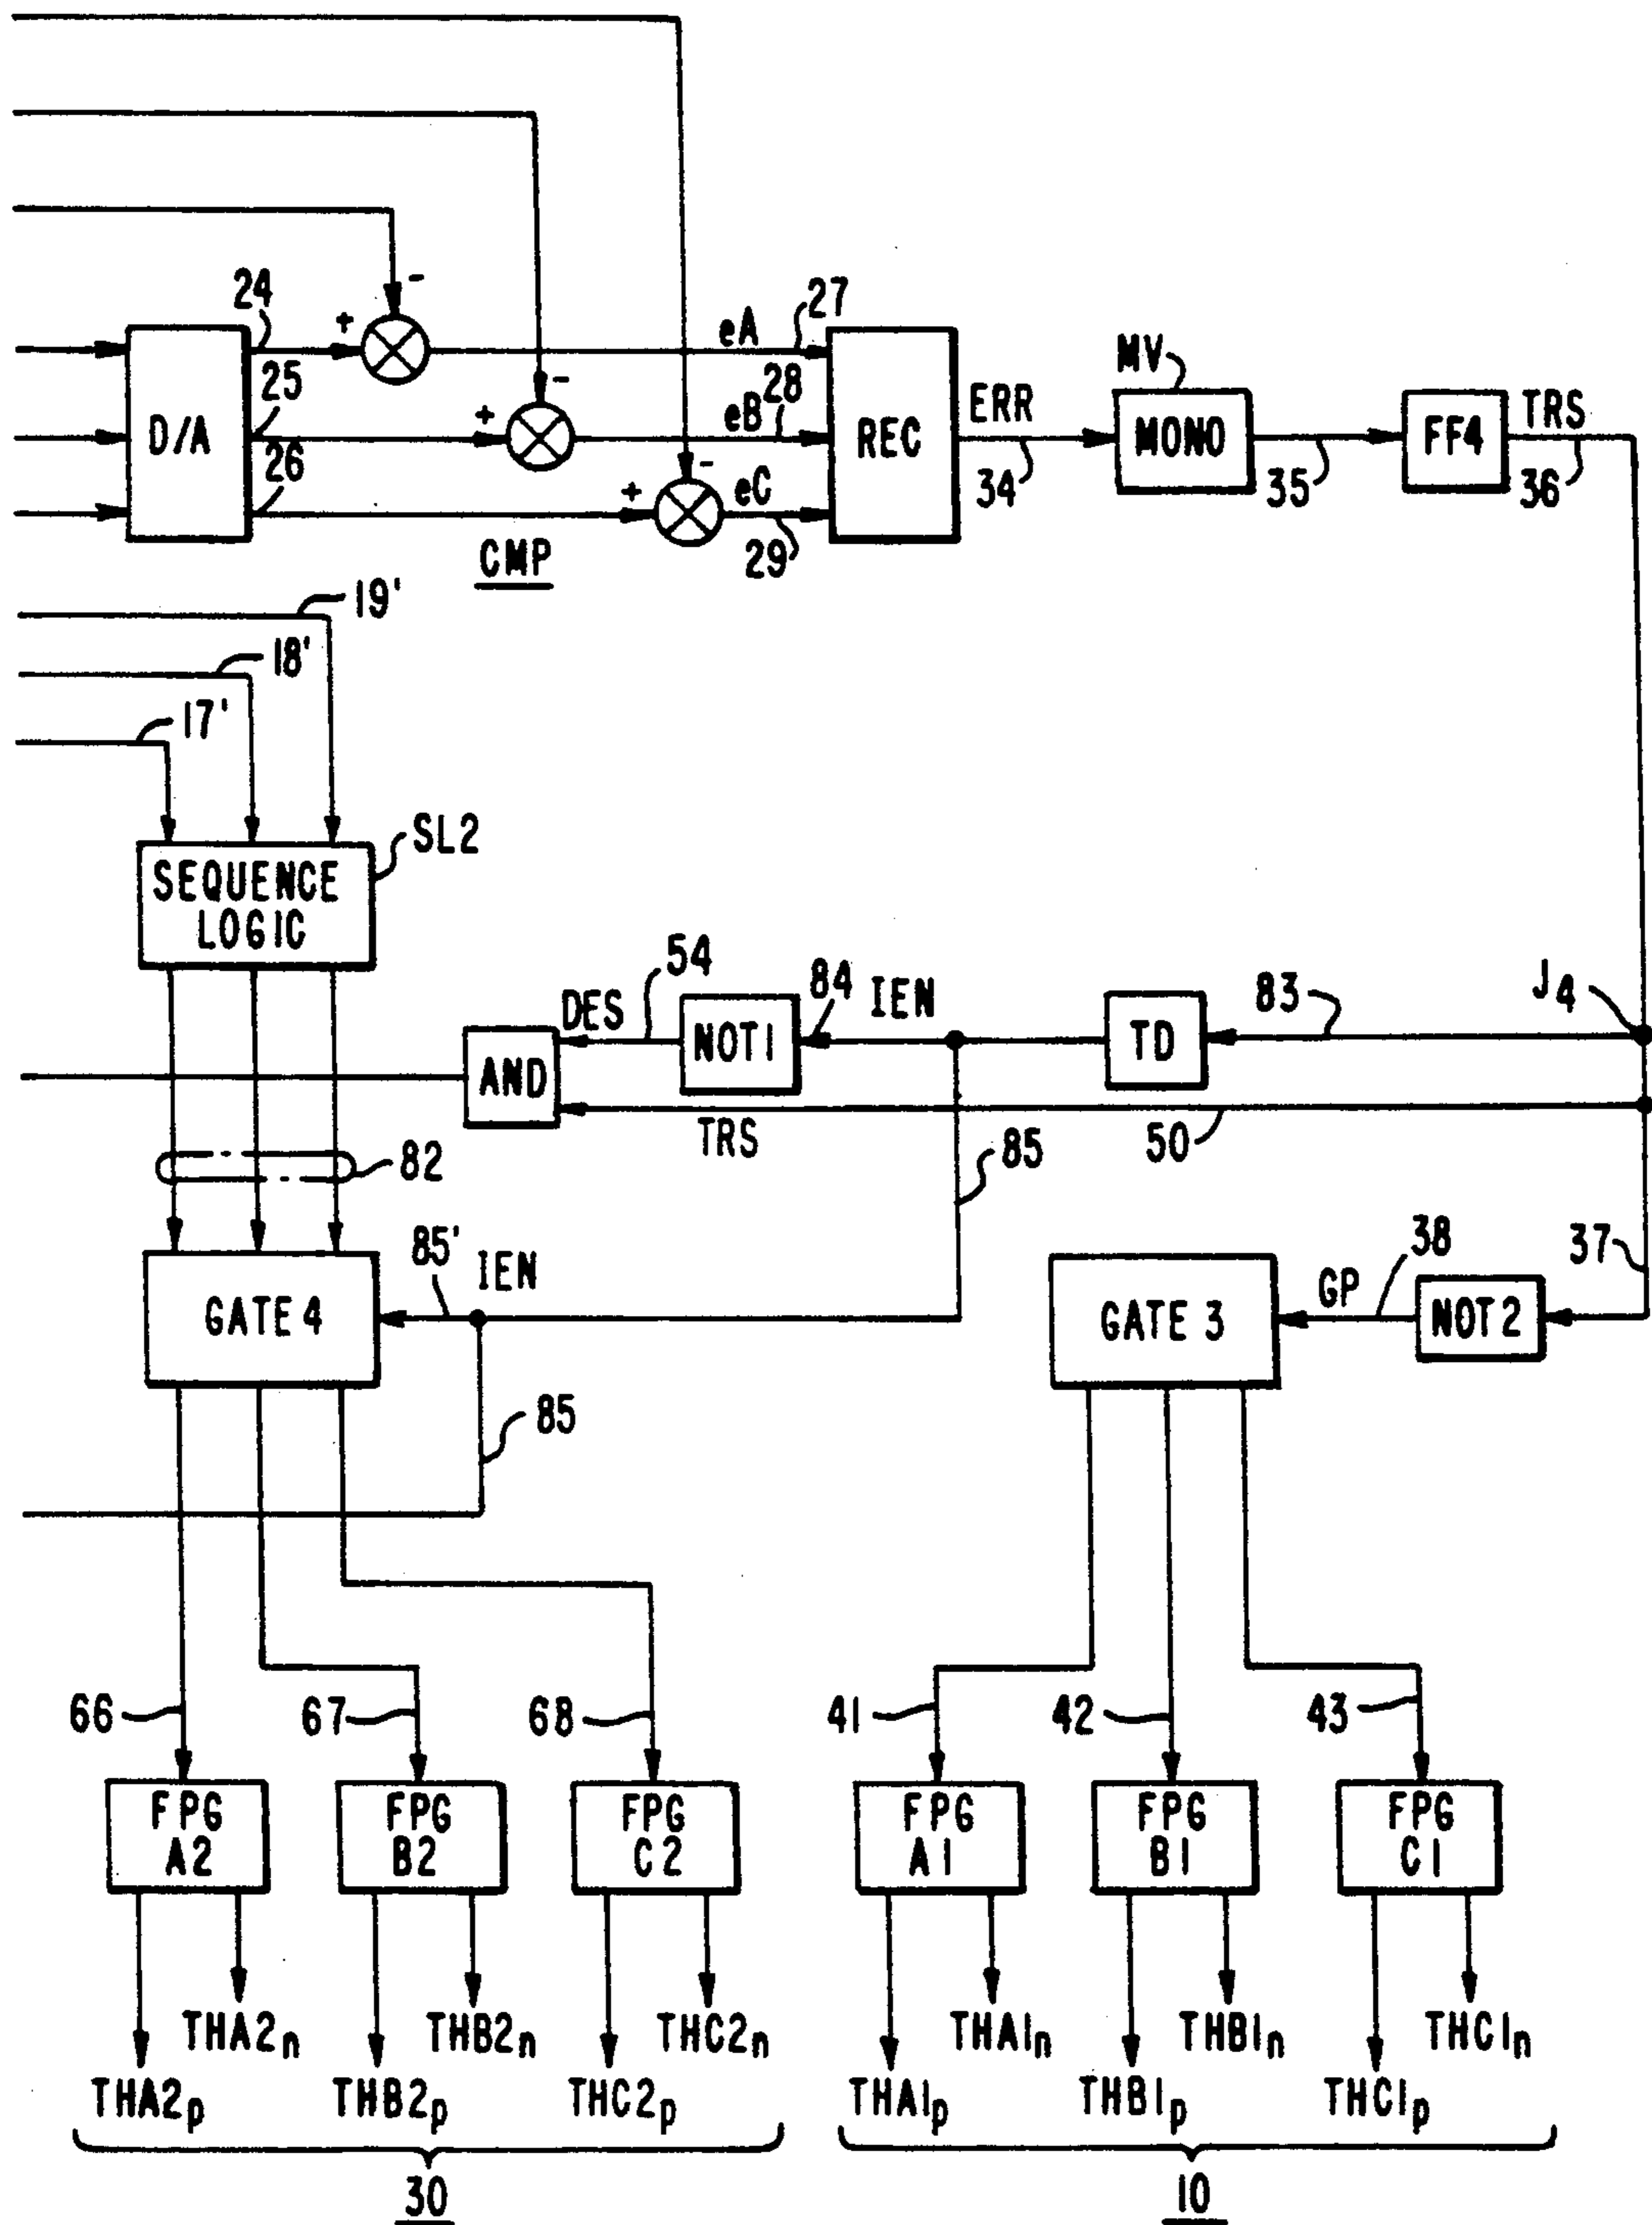 24
-
+
eA
27
25
-
+
eB
28
MV
D/A
26
REC
ERR
MONO
FF4
TRS
-
+
eC
34
35
36
29
CMP
19'
18'
17'
SL2
SEQUENCE
LOGIC
54
84
IEN
83
J4
DES
NOT1
TD
AND
TRS
50
82
85
85'
IEN
38
37
GP
GATE 4
GATE 3
NOT 2
85
66
67
68
41
42
43
FPG
A2
FPG
B2
FPG
C2
FPG
A1
FPG
B1
FPG
C1
THA2n
THB2n
THC2n
THA1n
THB1n
THC1n
THA2p
THB2p
THC2p
THA1p
THB1p
THC1p
30
10